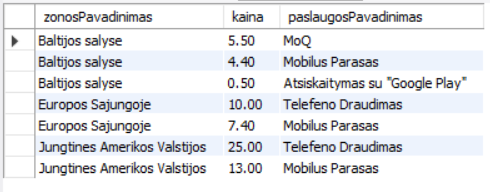 zonosPavadinimas kaina paslaugosPavadinimas
Baltijos salyse 5.50 MoQ
Baltijos salyse 4.40 Mobilus Parasas
Baltijos salyse 0.50 Atsiskaitymas su "Google Play"
Europos Sajungoje 10.00 Telefeno Draudimas
Europos Sajungoje 7.40 Mobilus Parasas
Jungtines Amerikos Valstijos 25.00 Telefeno Draudimas
Jungtines Amerikos Valstijos 13.00 Mobilus Parasas